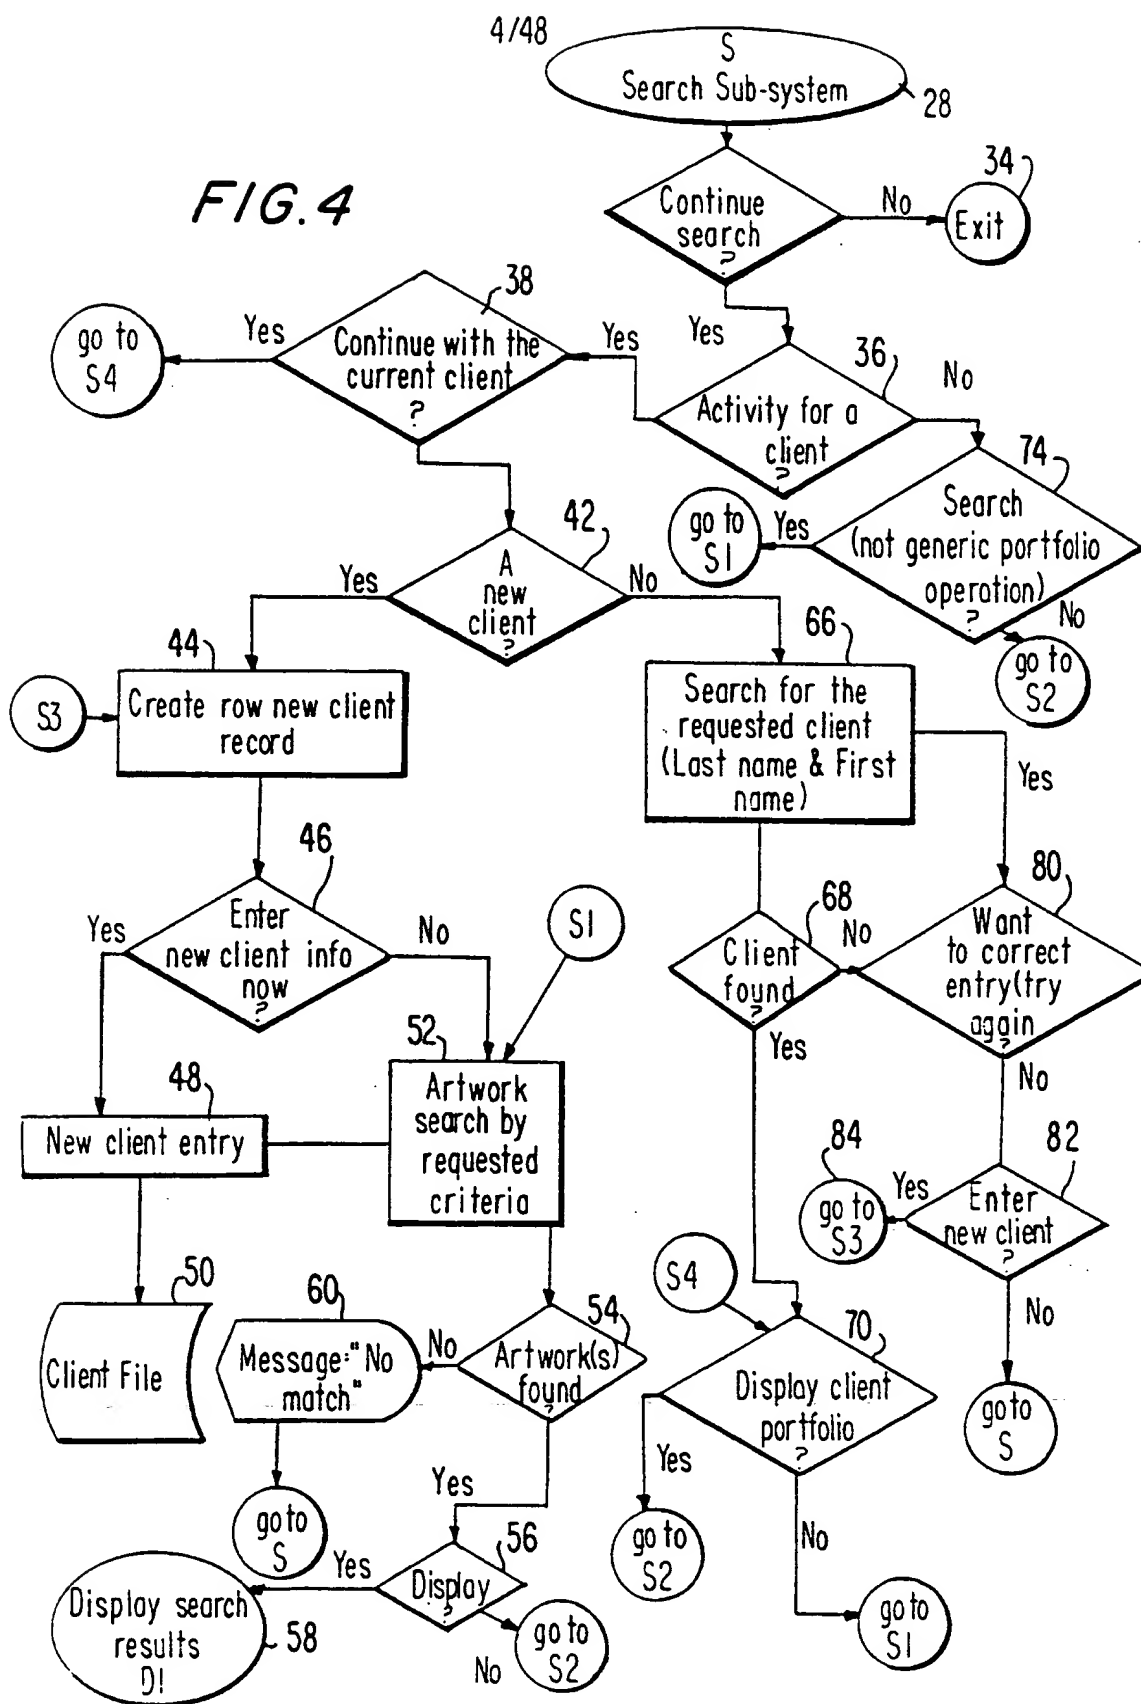 4/48
S
Search Sub-system
28
FIG. 4
Continue
search
?
No
34
Exit
Yes
38
Continue with the
current client
?
Yes
go to
S4
Yes
36
Activity for a
client
?
No
74
Search
(not generic portfolio
operation)
?
Yes
go to
S1
No
go to
S2
42
A
new
client
?
Yes
No
44
Create row new client
record
S3
66
Search for the
requested client
(Last name & First
name)
Yes
46
Enter
new client info
now
?
Yes
No
S1
68
Client
found
?
No
80
Want
to correct
entry(try
again
?
Yes
No
48
New client entry
52
Artwork
search by
requested
criteria
84
go to
S3
Yes
82
Enter
new client
?
No
go to
S
50
Client File
60
Message:"No
match"
No
54
Artwork(s)
found
?
S4
70
Display client
portfolio
?
Yes
go to
S2
No
go to
S1
go to
S
Yes
56
Display
?
Yes
Display search
results
D!
58
No
go to
S2